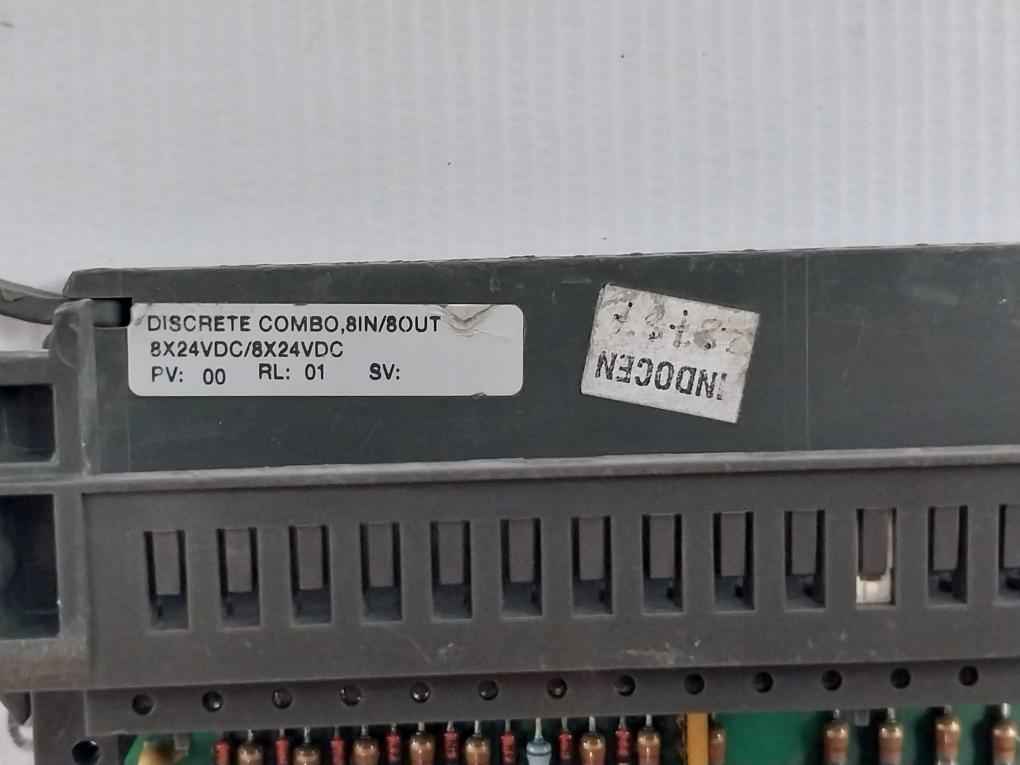 DISCRETE COMBO,8IN/8OUT
8X24VDC/8X24VDC
PV: 00 RL: 01 SV:
INDOGEN